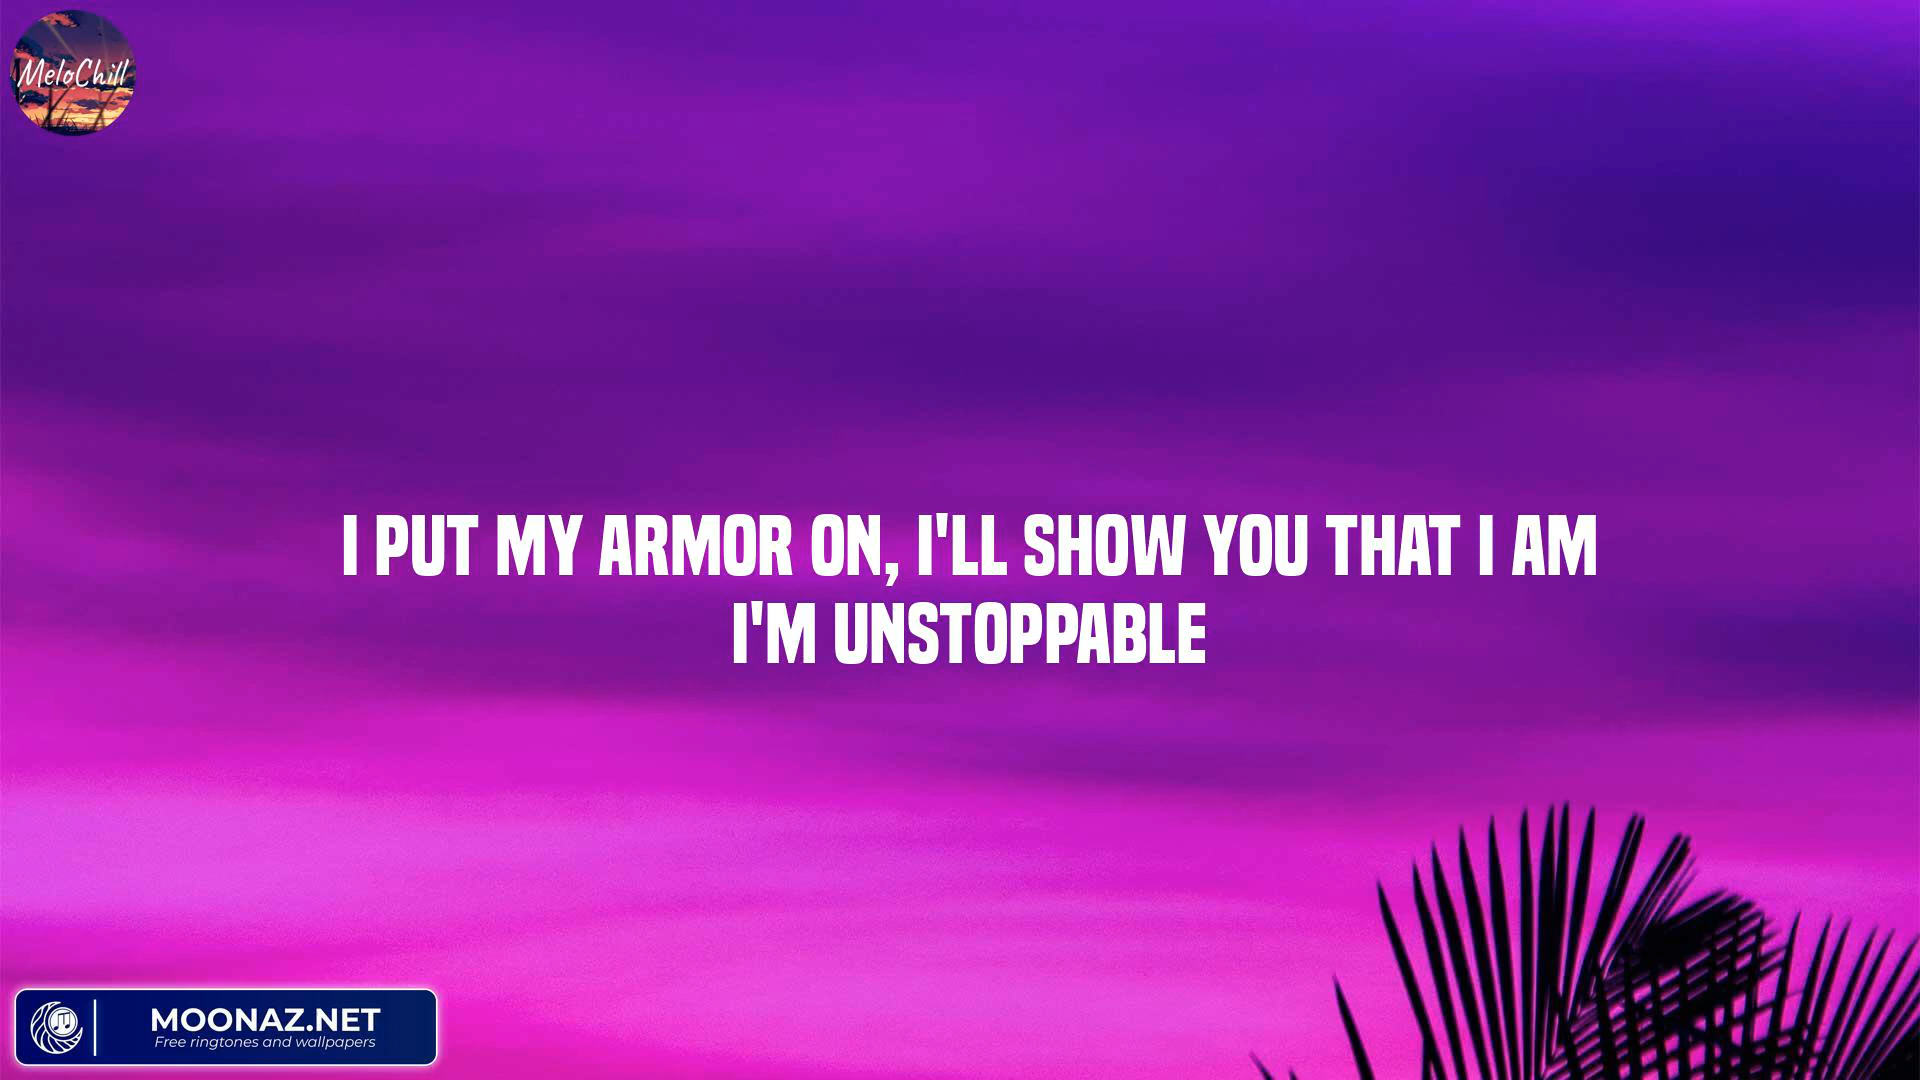 MeloChill
I PUT MY ARMOR ON, I'LL SHOW YOU THAT I AM
I'M UNSTOPPABLE
MOONAZ.NET
Free ringtones and wallpapers